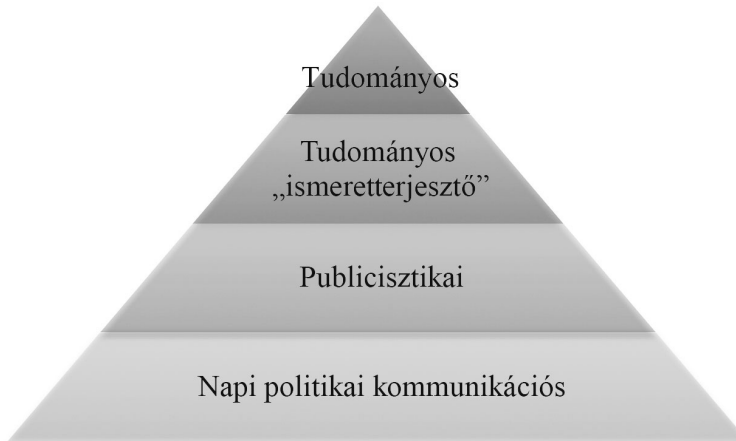 Tudományos
Tudományos
„ismeretterjesztő”
Publicisztikai
Napi politikai kommunikációs